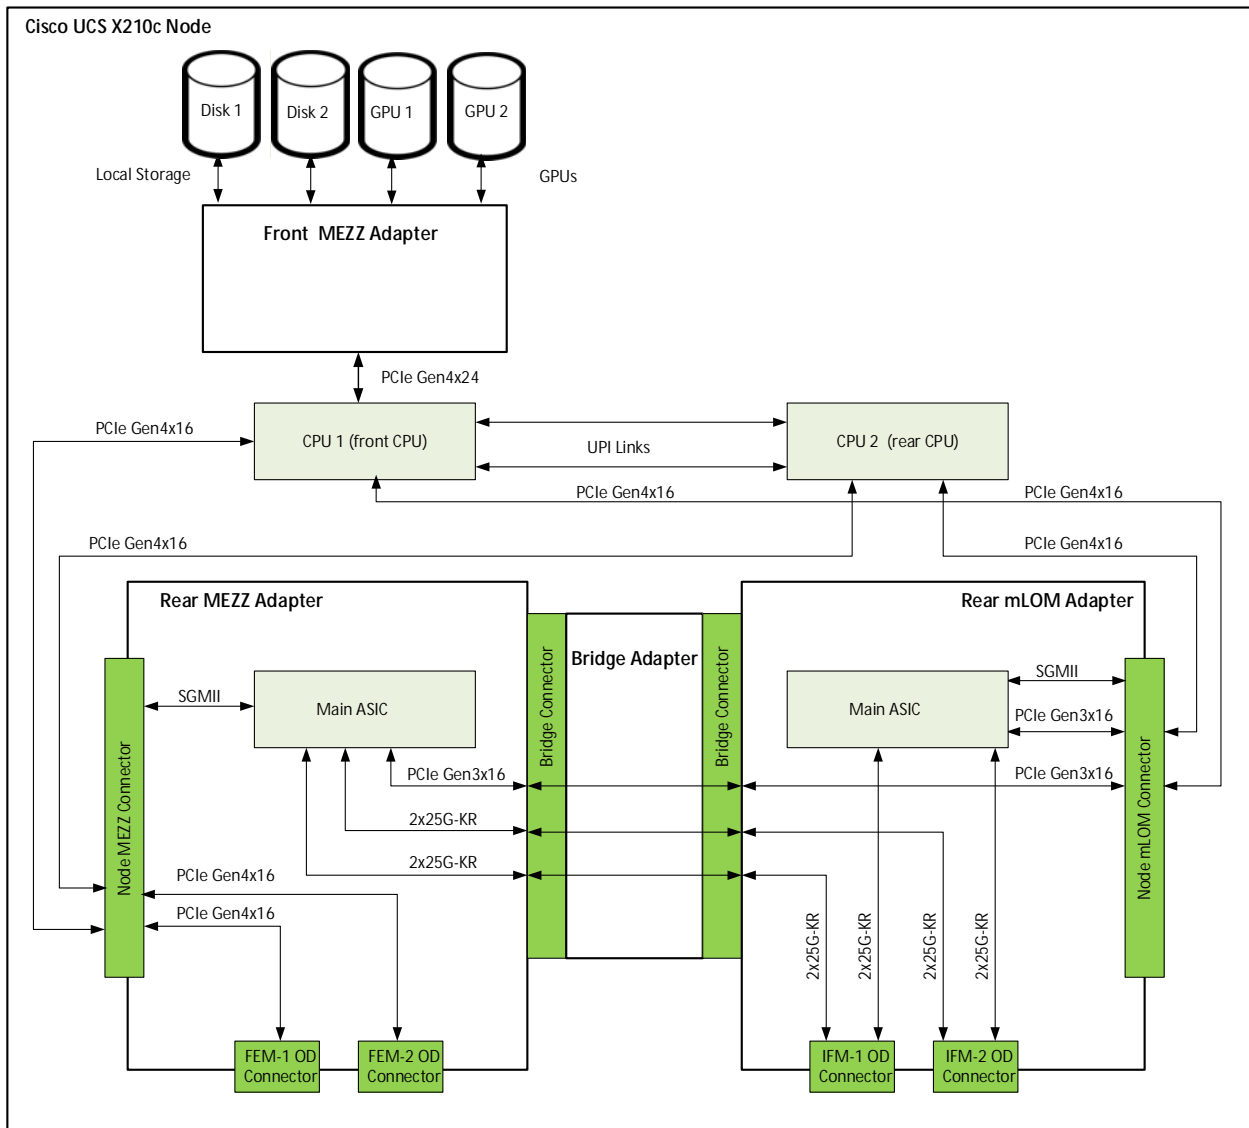 Cisco UCS X210c Node
Disk 1
Disk 2
GPU 1
GPU 2
Local Storage
GPUs
Front MEZZ Adapter
PCIe Gen4x24
PCIe Gen4x16
CPU 1 (front CPU)
UPI Links
CPU 2 (rear CPU)
PCIe Gen4x16
PCIe Gen4x16
PCIe Gen4x16
PCIe Gen4x16
Rear MEZZ Adapter
Rear mLOM Adapter
Bridge Adapter
Bridge Connector
Bridge Connector
Node MEZZ Connector
Node mLOM Connector
SGMII
Main ASIC
Main ASIC
SGMII
PCIe Gen3x16
PCIe Gen3x16
PCIe Gen3x16
2x25G-KR
2x25G-KR
PCIe Gen4x16
PCIe Gen4x16
2x25G-KR
2x25G-KR
2x25G-KR
2x25G-KR
FEM-1 OD
Connector
FEM-2 OD
Connector
IFM-1 OD
Connector
IFM-2 OD
Connector